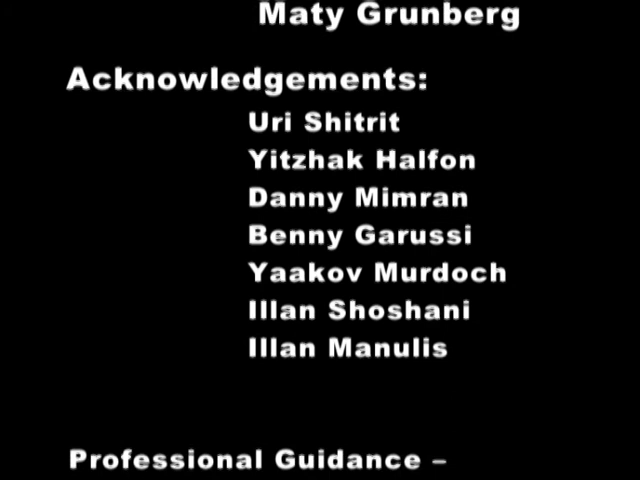 Maty Grunberg
Acknowledgements:
Uri Shitrit
Yitzhak Halfon
Danny Mimran
Benny Garussi
Yaakov Murdoch
Illan Shoshani
Illan Manulis
Professional Guidance –